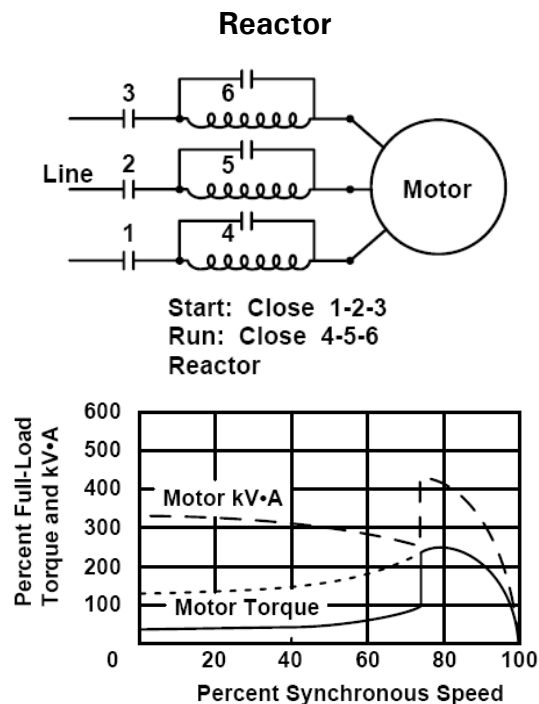 Reactor
3
6
Line
2
5
Motor
1
4
Start: Close 1-2-3
Run: Close 4-5-6
Reactor
Percent Full-Load
Torque and kV•A
600
500
400
300
200
100
Motor kV•A
Motor Torque
0 20 40 60 80 100
Percent Synchronous Speed